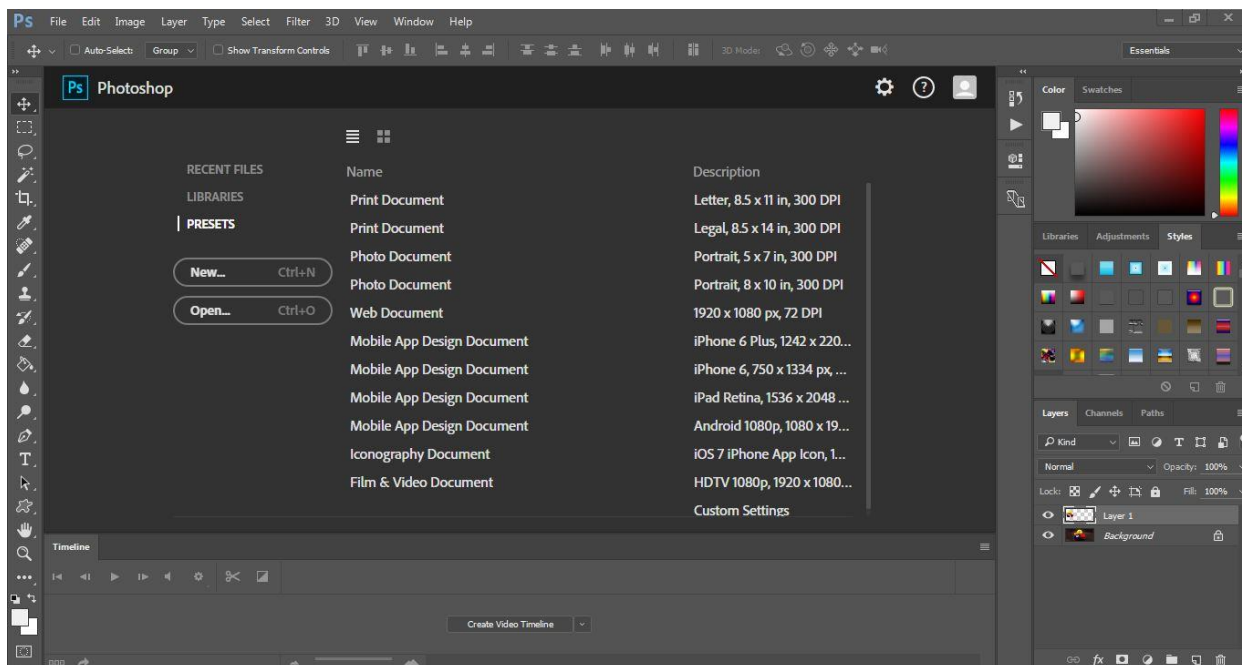 Ps File Edit Image Layer Type Select Filter 3D View Window Help
Auto-Select: Group Show Transform Controls 3D Mode: Essentials
Ps Photoshop ?
Color Swatches
RECENT FILES
LIBRARIES
PRESETS
New... Ctrl+N
Open... Ctrl+O
Name Description
Print Document Letter, 8.5 x 11 in, 300 DPI
Print Document Legal, 8.5 x 14 in, 300 DPI
Photo Document Portrait, 5 x 7 in, 300 DPI
Photo Document Portrait, 8 x 10 in, 300 DPI
Web Document 1920 x 1080 px, 72 DPI
Mobile App Design Document iPhone 6 Plus, 1242 x 220...
Mobile App Design Document iPhone 6, 750 x 1334 px, ...
Mobile App Design Document iPad Retina, 1536 x 2048 ...
Mobile App Design Document Android 1080p, 1080 x 19...
Iconography Document iOS 7 iPhone App Icon, 1...
Film & Video Document HDTV 1080p, 1920 x 1080...
Custom Settings
Libraries Adjustments Styles
Layers Channels Paths
Kind T
Normal Opacity: 100%
Lock: Fill: 100%
Layer 1
Background
fx
T
Timeline
Create Video Timeline